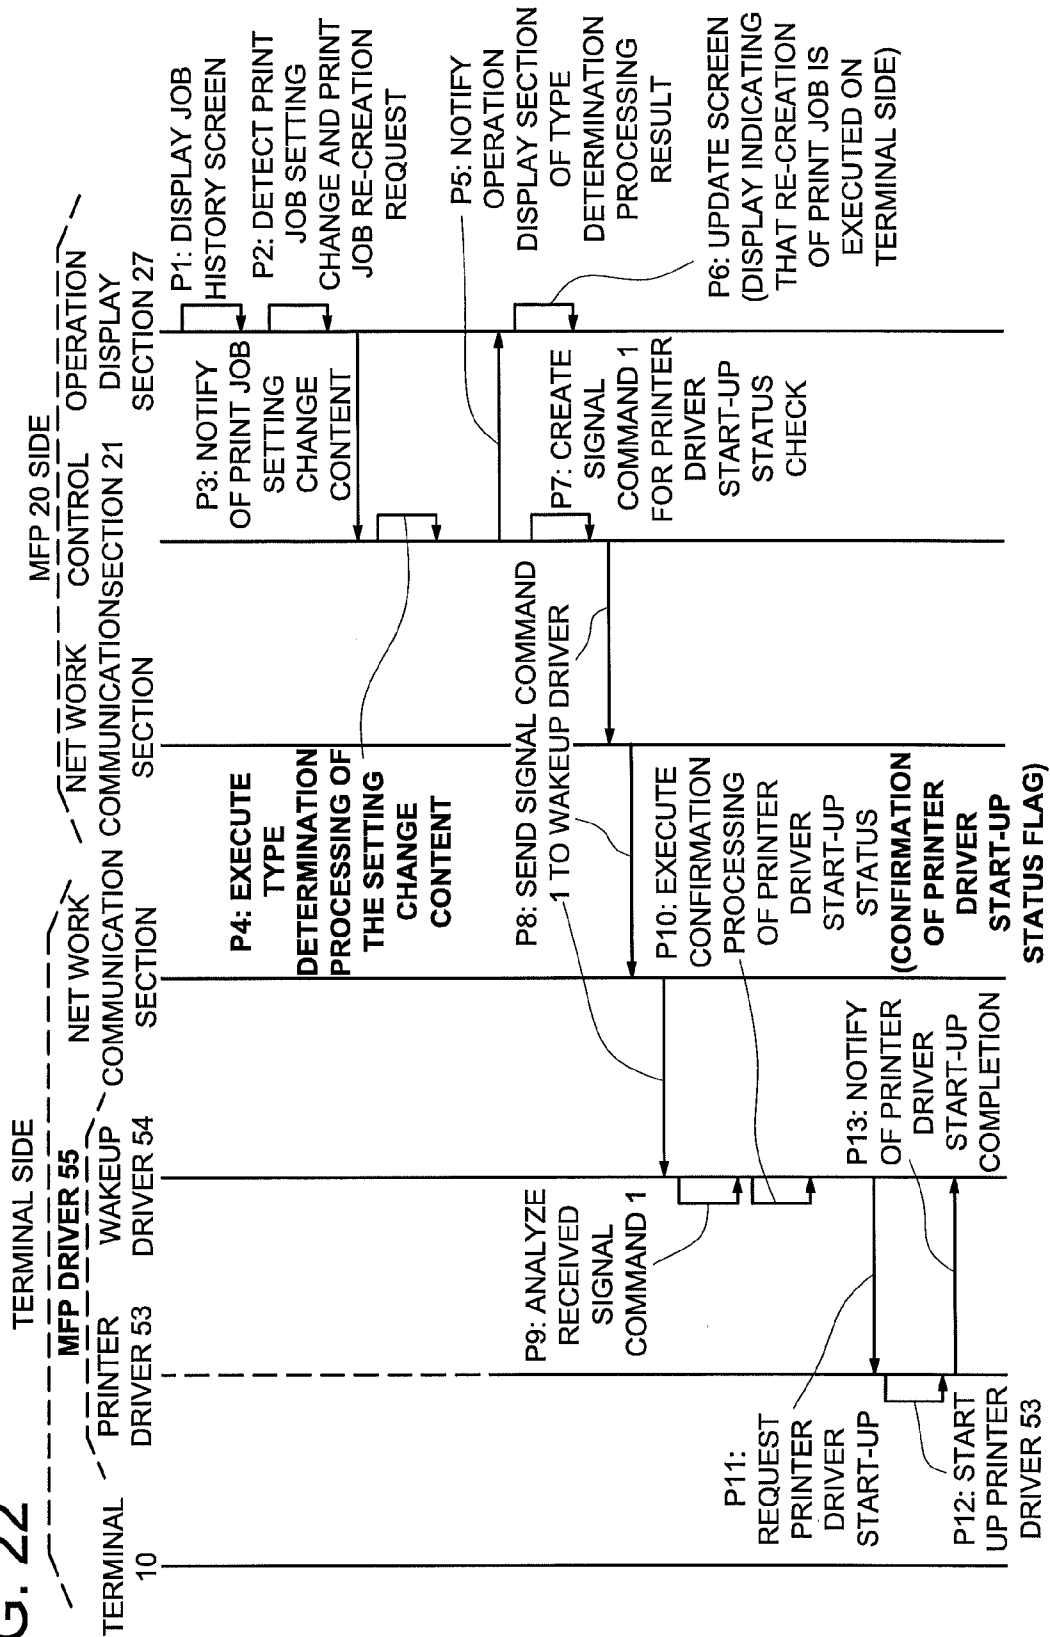 G. 22
TERMINAL SIDE
MFP 20 SIDE
MFP DRIVER 55
TERMINAL
10
PRINTER
DRIVER 53
WAKEUP
DRIVER 54
NET WORK
COMMUNICATION
SECTION
NET WORK
COMMUNICATION
SECTION
CONTROL
SECTION 21
OPERATION
DISPLAY
SECTION 27
P1: DISPLAY JOB
HISTORY SCREEN
P2: DETECT PRINT
JOB SETTING
CHANGE AND PRINT
JOB RE-CREATION
REQUEST
P3: NOTIFY
OF PRINT JOB
SETTING
CHANGE
CONTENT
P4: EXECUTE
TYPE
DETERMINATION
PROCESSING OF
THE SETTING
CHANGE
CONTENT
P5: NOTIFY
OPERATION
DISPLAY SECTION
OF TYPE
DETERMINATION
PROCESSING
RESULT
P6: UPDATE SCREEN
(DISPLAY INDICATING
THAT RE-CREATION
OF PRINT JOB IS
EXECUTED ON
TERMINAL SIDE)
P7: CREATE
SIGNAL
COMMAND 1
FOR PRINTER
DRIVER
START-UP
STATUS
CHECK
P8: SEND SIGNAL COMMAND
1 TO WAKEUP DRIVER
P9: ANALYZE
RECEIVED
SIGNAL
COMMAND 1
P10: EXECUTE
CONFIRMATION
PROCESSING
OF PRINTER
DRIVER
START-UP
STATUS
(CONFIRMATION
OF PRINTER
DRIVER
START-UP
STATUS FLAG)
P11:
REQUEST
PRINTER
DRIVER
START-UP
P12: START
UP PRINTER
DRIVER 53
P13: NOTIFY
OF PRINTER
DRIVER
START-UP
COMPLETION